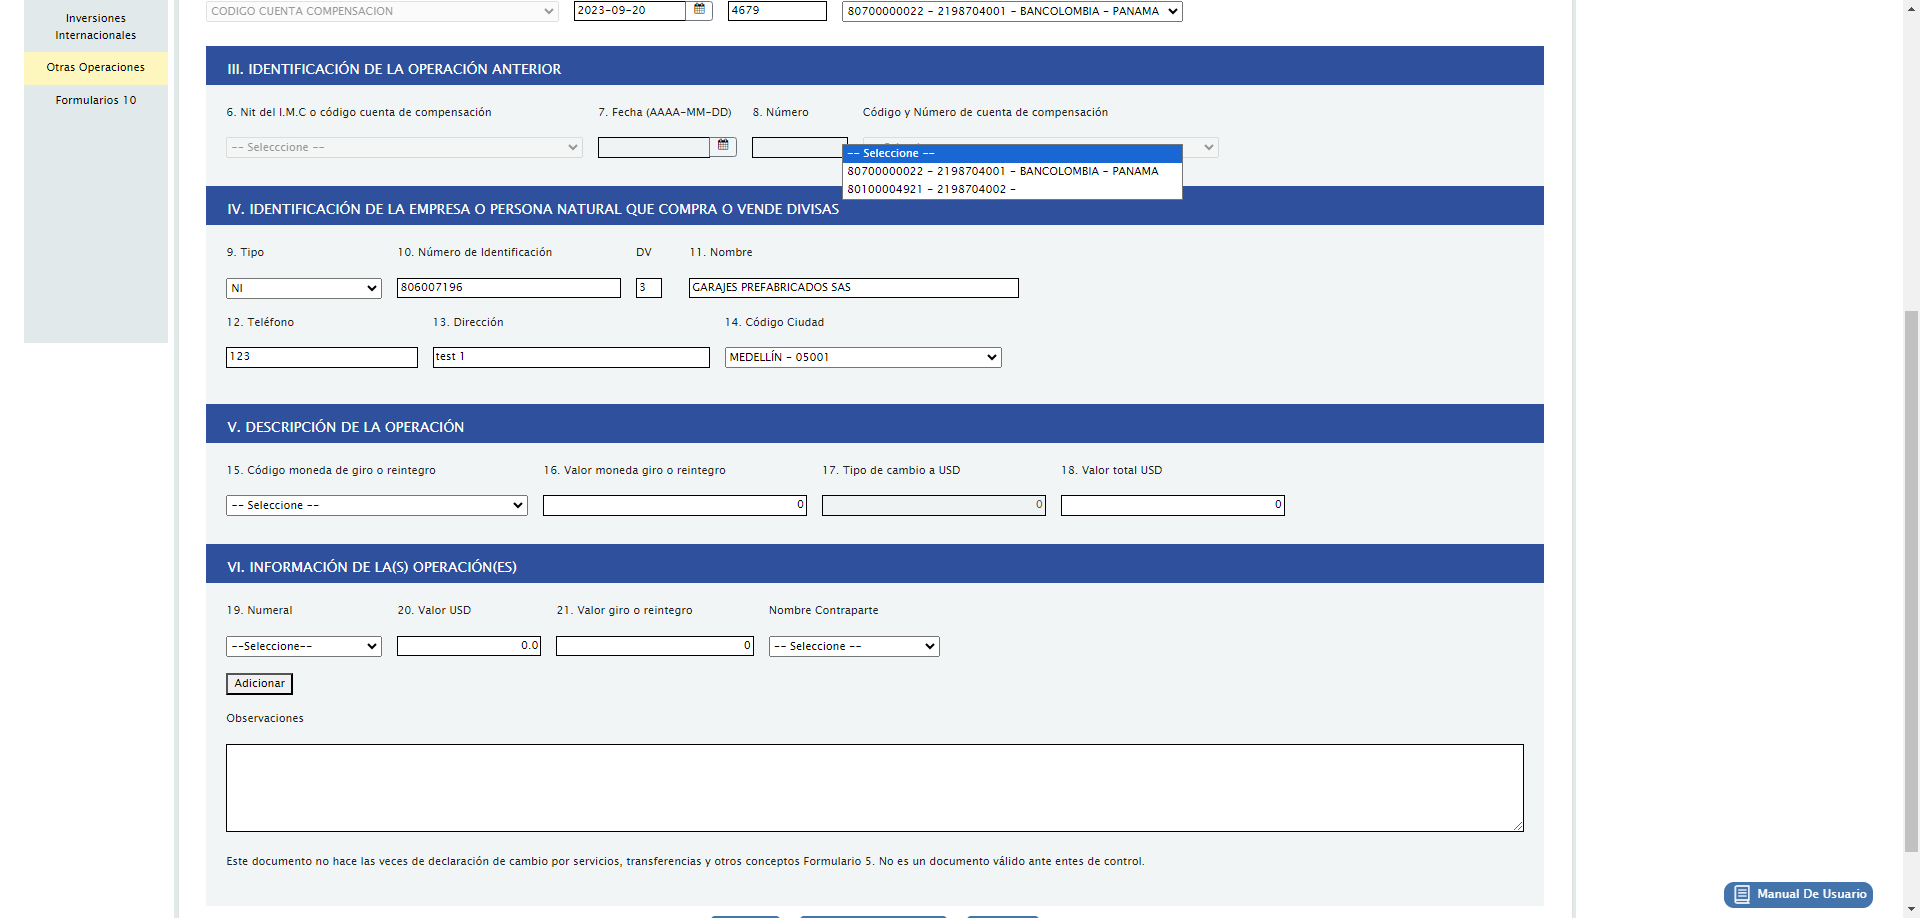 Inversiones
Internacionales
Otras Operaciones
Formularios 10
CODIGO CUENTA COMPENSACION 2023-09-20 4679 80700000022 - 2198704001 - BANCOLOMBIA - PANAMA
III. IDENTIFICACIÓN DE LA OPERACIÓN ANTERIOR
6. Nit del I.M.C o código cuenta de compensación 7. Fecha (AAAA-MM-DD) 8. Número Código y Número de cuenta de compensación
-- Selecccione --
-- Seleccione --
80700000022 - 2198704001 - BANCOLOMBIA - PANAMA
80100004921 - 2198704002 -
IV. IDENTIFICACIÓN DE LA EMPRESA O PERSONA NATURAL QUE COMPRA O VENDE DIVISAS
9. Tipo 10. Número de Identificación DV 11. Nombre
NI 806007196 3 GARAJES PREFABRICADOS SAS
12. Teléfono 13. Dirección 14. Código Ciudad
123 test 1 MEDELLÍN - 05001
V. DESCRIPCIÓN DE LA OPERACIÓN
15. Código moneda de giro o reintegro 16. Valor moneda giro o reintegro 17. Tipo de cambio a USD 18. Valor total USD
-- Seleccione -- 0 0 0
VI. INFORMACIÓN DE LA(S) OPERACIÓN(ES)
19. Numeral 20. Valor USD 21. Valor giro o reintegro Nombre Contraparte
--Seleccione-- 0.0 0 -- Seleccione --
Adicionar
Observaciones
Este documento no hace las veces de declaración de cambio por servicios, transferencias y otros conceptos Formulario 5. No es un documento válido ante entes de control.
Manual De Usuario